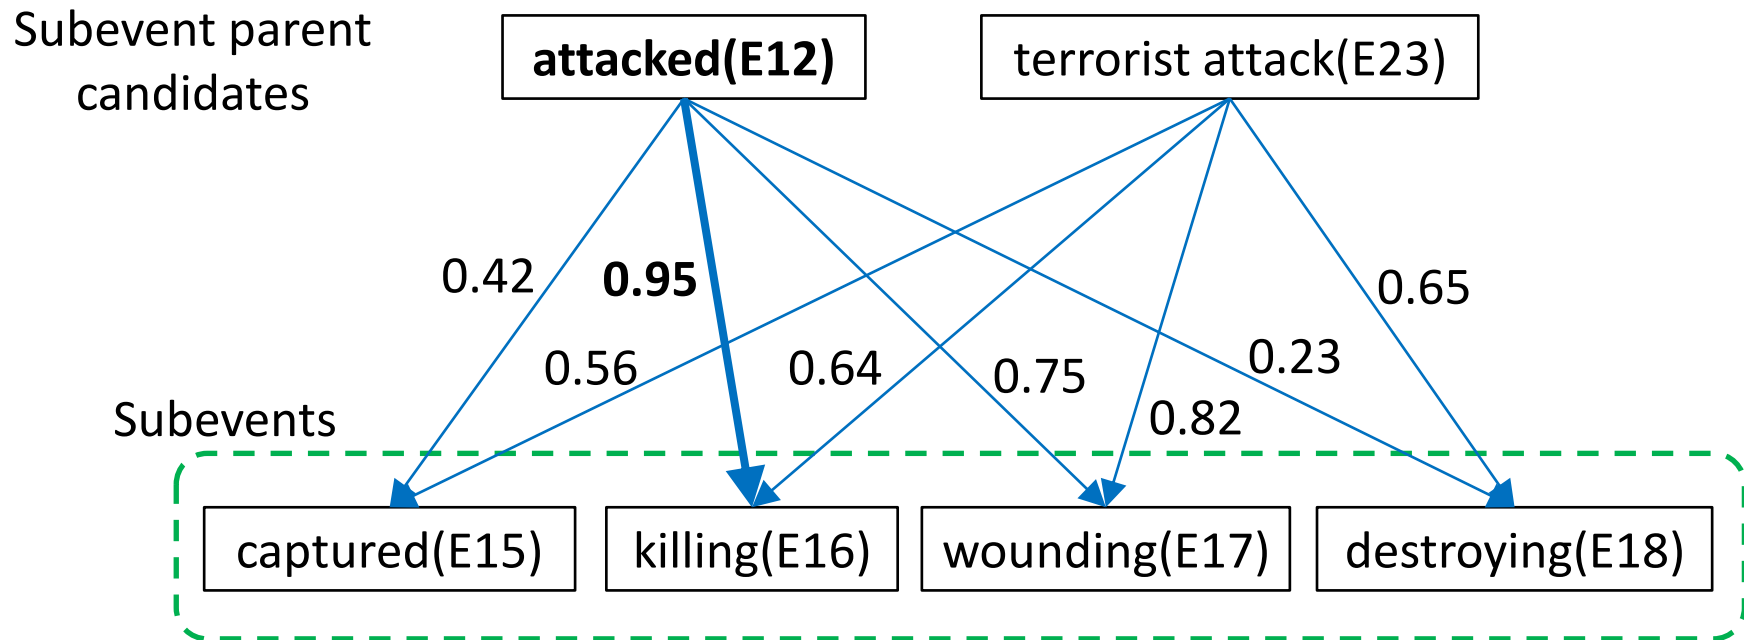 Subevent parent
candidates
attacked(E12)
terrorist attack(E23)
0.42
0.95
0.65
0.56
0.64
0.75
0.23
0.82
Subevents
captured(E15)
killing(E16)
wounding(E17)
destroying(E18)